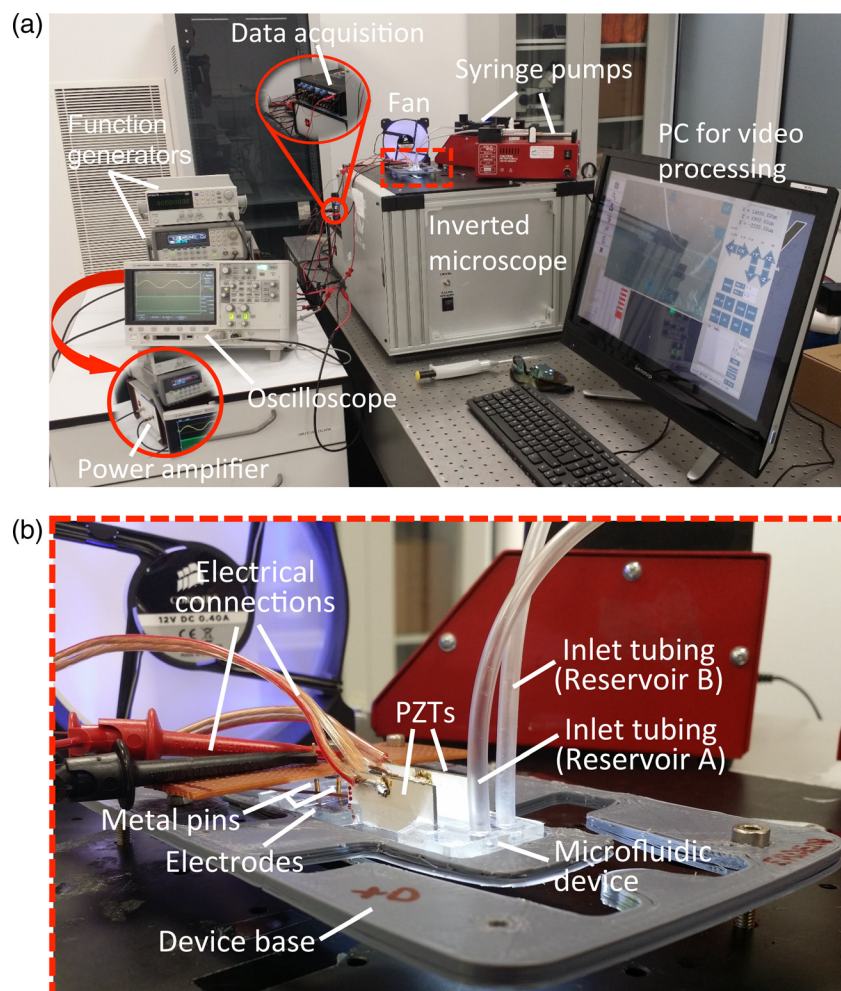 (a)
Data acquisition
Syringe pumps
Fan
Function
generators
PC for video
processing
Inverted
microscope
Oscilloscope
Power amplifier
(b)
Electrical
connections
12V DC 0.40A
CE
Inlet tubing
(Reservoir B)
PZTs
Inlet tubing
(Reservoir A)
Metal pins
Electrodes
Microfluidic
device
Device base